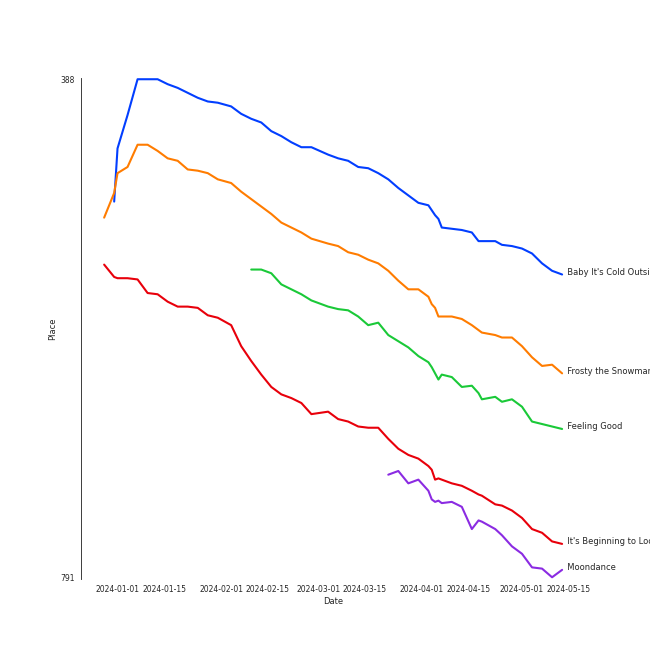 388
Baby It's Cold Outsi
Place
Frosty the Snowman
Feeling Good
It's Beginning to Loo
Moondance
791
2024-01-01 2024-01-15 2024-02-01 2024-02-15 2024-03-01 2024-03-15 2024-04-01 2024-04-15 2024-05-01 2024-05-15
Date